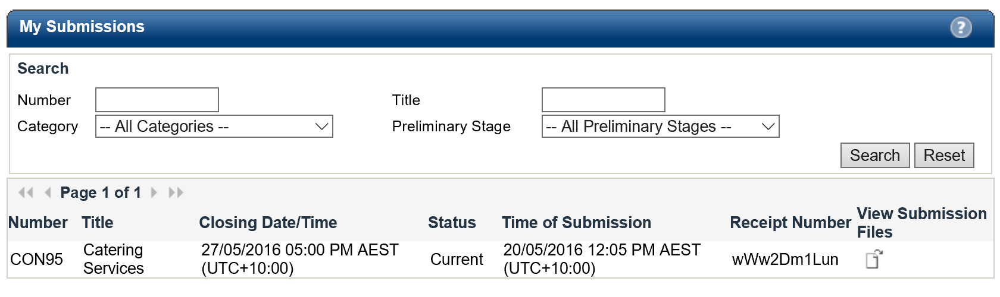 My Submissions ?
Search
Number Title
Category -- All Categories -- Preliminary Stage -- All Preliminary Stages --
Search Reset
Page 1 of 1
Number Title Closing Date/Time Status Time of Submission Receipt Number View Submission
Files
CON95 Catering 27/05/2016 05:00 PM AEST Current 20/05/2016 12:05 PM AEST wWw2Dm1Lun
Services (UTC+10:00) (UTC+10:00)